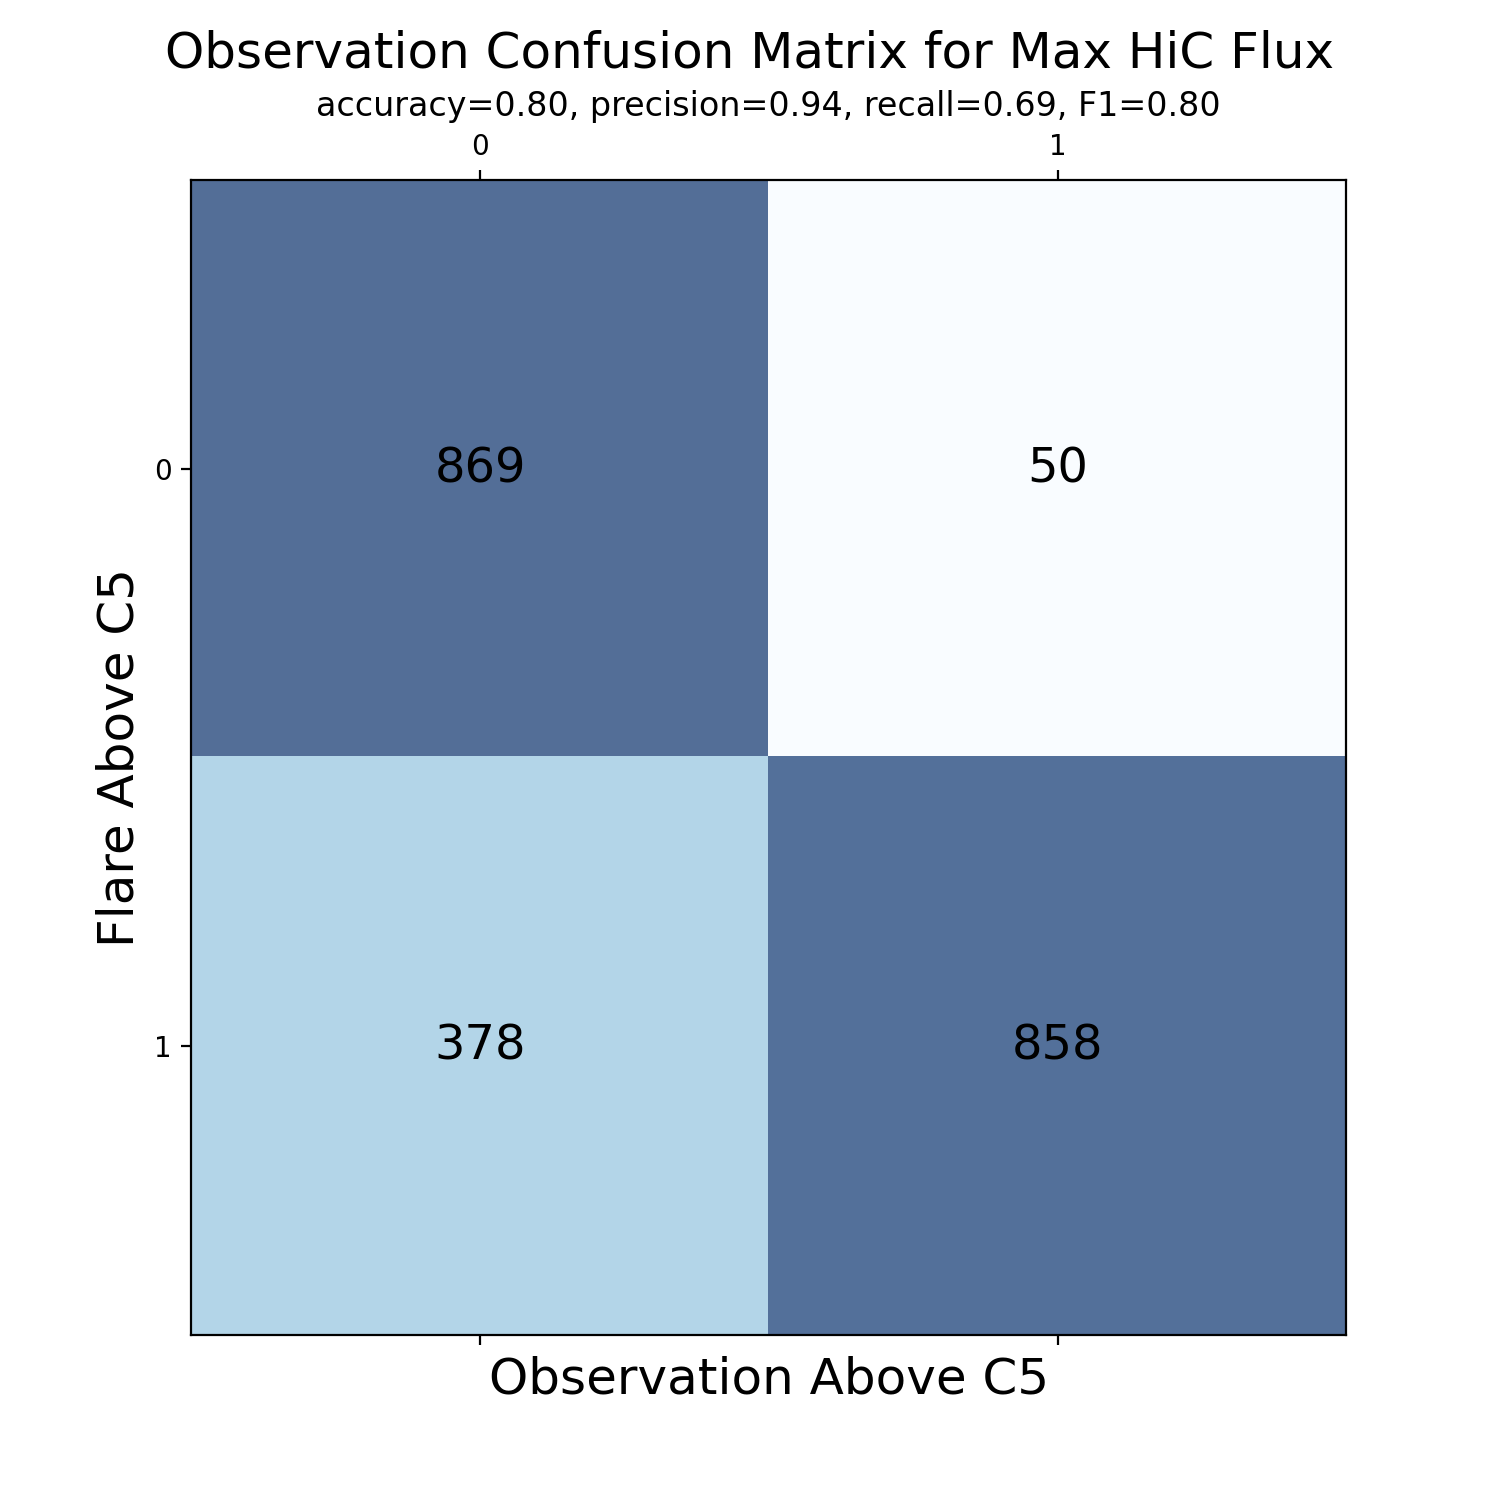 Observation Confusion Matrix for Max HiC Flux
accuracy=0.80, precision=0.94, recall=0.69, F1=0.80
0 1
0
869 50
Flare Above C5
1
378 858
Observation Above C5